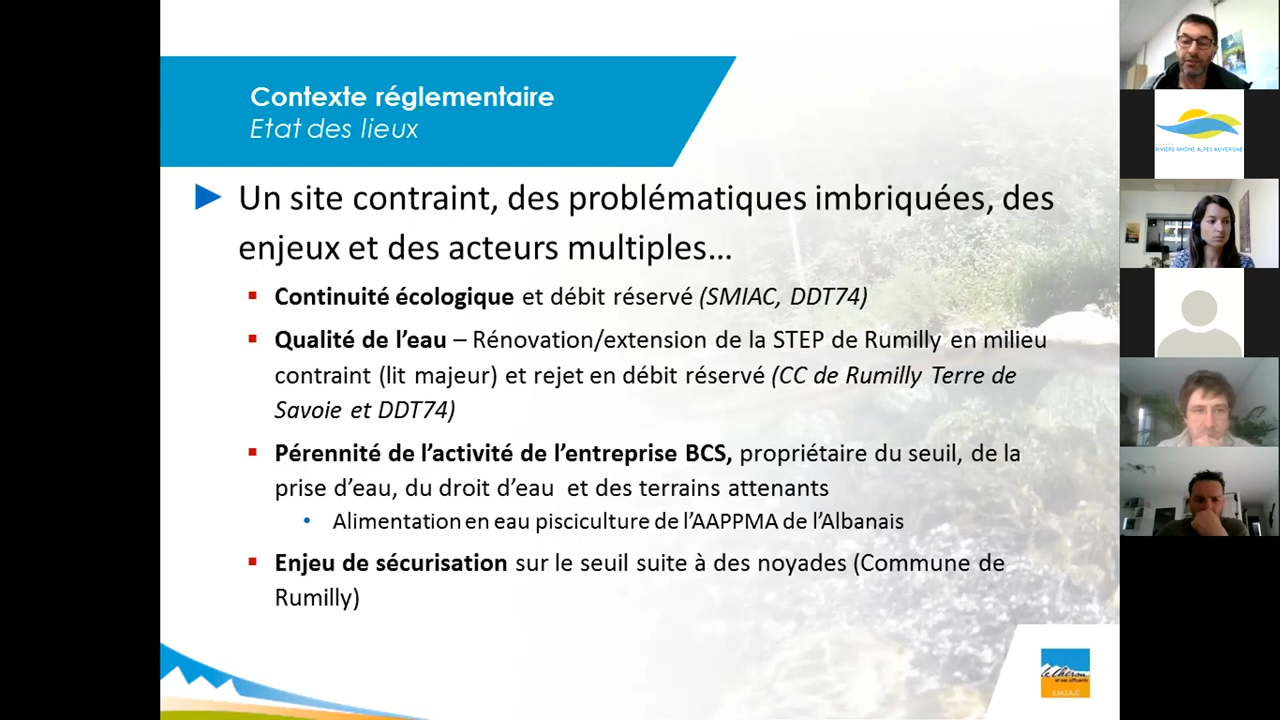 Contexte réglementaire
Etat des lieux
Un site contraint, des problématiques imbriquées, des
enjeux et des acteurs multiples…
Continuité écologique et débit réservé (SMIAC, DDT74)
Qualité de l'eau – Rénovation/extension de la STEP de Rumilly en milieu
contraint (lit majeur) et rejet en débit réservé (CC de Rumilly Terre de
Savoie et DDT74)
Pérennité de l'activité de l'entreprise BCS, propriétaire du seuil, de la
prise d'eau, du droit d'eau et des terrains attenants
• Alimentation en eau pisciculture de l'AAPPMA de l'Albanais
Enjeu de sécurisation sur le seuil suite à des noyades (Commune de
Rumilly)
le Chéran
et ses affluents
S.M.I.A.C
RIVIÈRE RHÔNE ALPES AUVERGNE